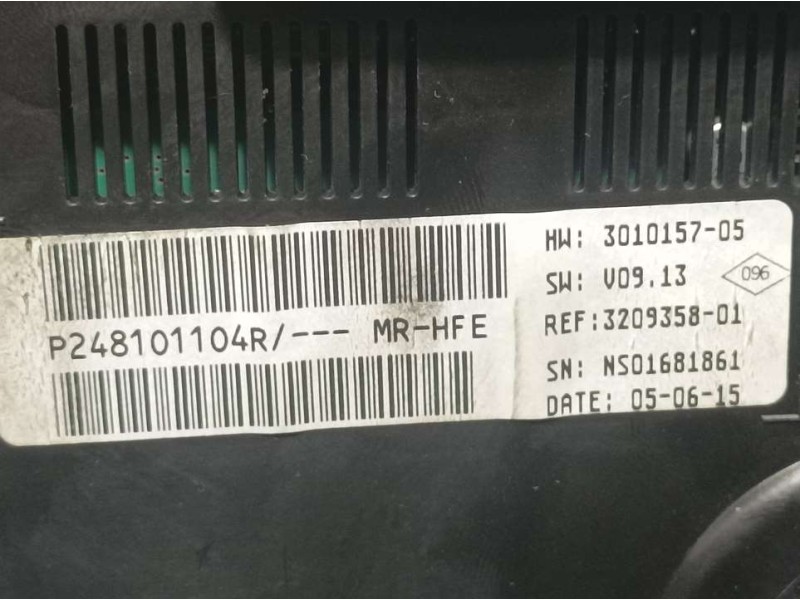 P248101104R/--- MR-HFE
HW: 3010157-05
SW: V09.13
096
REF:3209358-01
SN: NS01681861
DATE: 05-06-15